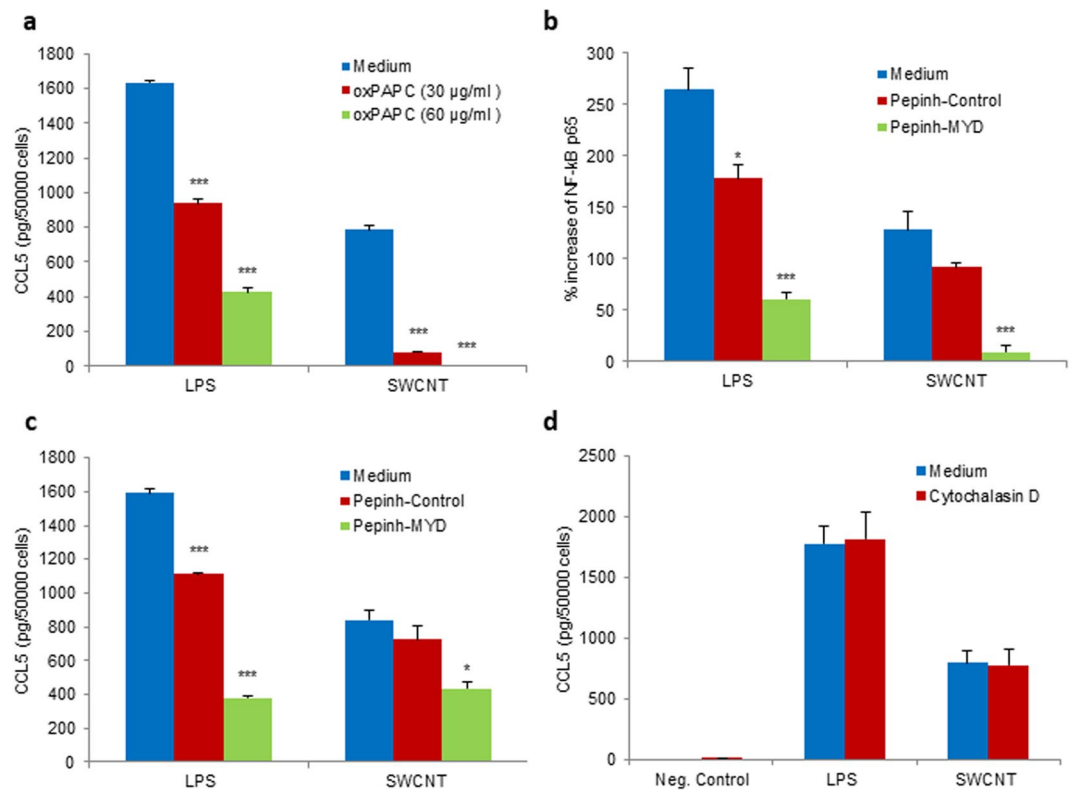 a
CCL5 (pg/50000 cells)
1800
1600
1400
1200
1000
800
600
400
200
0
Medium
oxPAPC (30 µg/ml )
oxPAPC (60 µg/ml )
***
***
***
***
LPS
SWCNT
b
% increase of NF-kB p65
300
250
200
150
100
50
0
Medium
Pepinh-Control
Pepinh-MYD
*
***
***
LPS
SWCNT
c
CCL5 (pg/50000 cells)
1800
1600
1400
1200
1000
800
600
400
200
0
Medium
Pepinh-Control
Pepinh-MYD
***
***
*
LPS
SWCNT
d
CCL5 (pg/50000 cells)
2500
2000
1500
1000
500
0
Medium
Cytochalasin D
Neg. Control
LPS
SWCNT